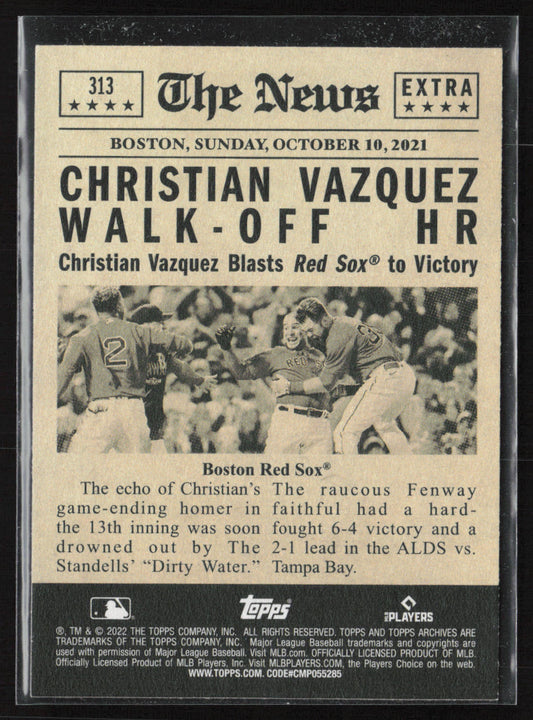 313
The News
EXTRA
BOSTON, SUNDAY, OCTOBER 10, 2021
CHRISTIAN VAZQUEZ
WALK-OFF HR
Christian Vazquez Blasts Red Sox® to Victory
2
RED
Boston Red Sox®
The echo of Christian's
game-ending homer in
the 13th inning was soon
drowned out by The
Standells' “Dirty Water.”
The raucous Fenway
faithful had a hard-
fought 6-4 victory and a
2-1 lead in the ALDS vs.
Tampa Bay.
TOPPS
MLB PLAYERS
®, TM & © 2022 THE TOPPS COMPANY, INC. ALL RIGHTS RESERVED. TOPPS AND TOPPS ARCHIVES ARE
TRADEMARKS OF THE TOPPS COMPANY, INC. Major League Baseball trademarks and copyrights are
used with permission of Major League Baseball. Visit MLB.com. OFFICIALLY LICENSED PRODUCT OF MLB PLAYERS, INC.
Officially Licensed Product of MLB Players, Inc. Visit MLBPLAYERS.com, the Players Choice on the web.
WWW.TOPPS.COM. CODE#CMP055285